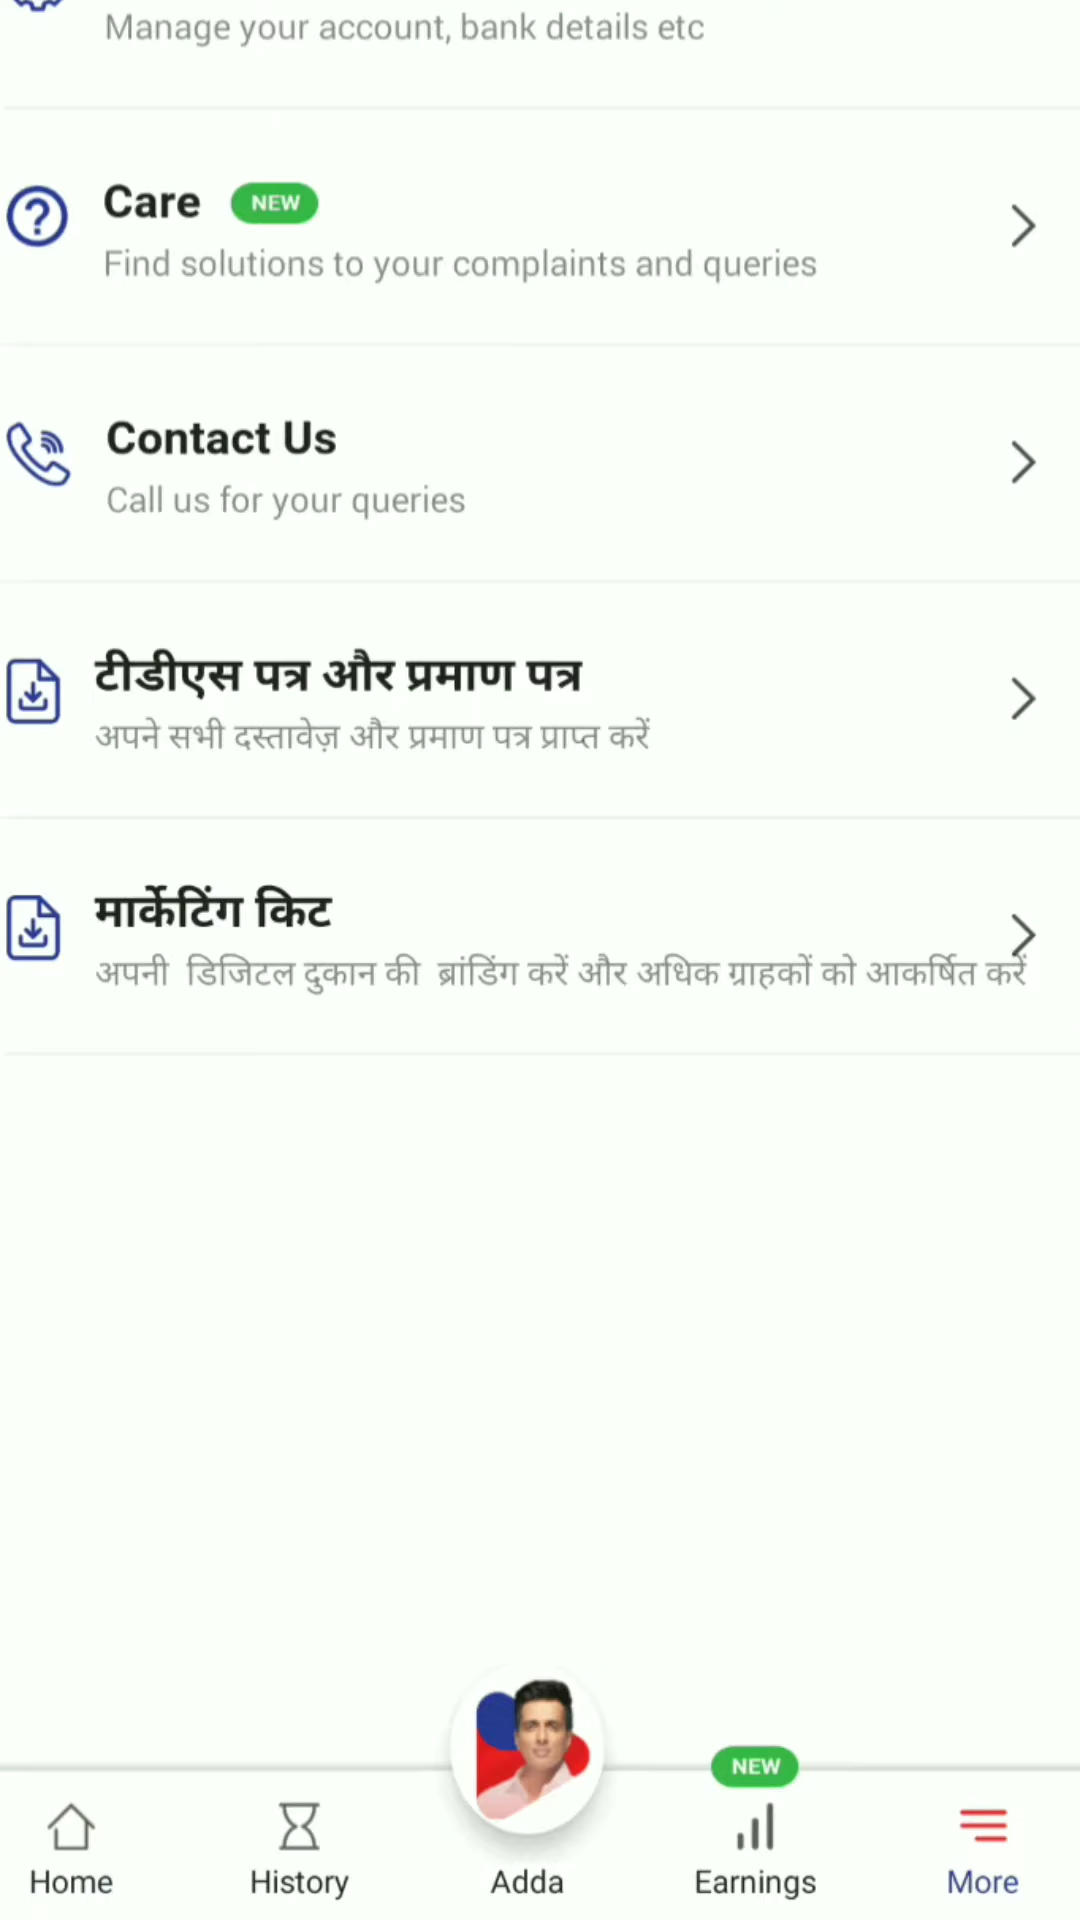 Manage your account, bank details etc
Care NEW
Find solutions to your complaints and queries
Contact Us
Call us for your queries
टीडीएस पत्र और प्रमाण पत्र
अपने सभी दस्तावेज़ और प्रमाण पत्र प्राप्त करें
मार्केटिंग किट
अपनी डिजिटल दुकान की ब्रांडिंग करें और अधिक ग्राहकों को आकर्षित करें
NEW
Home History Adda Earnings More